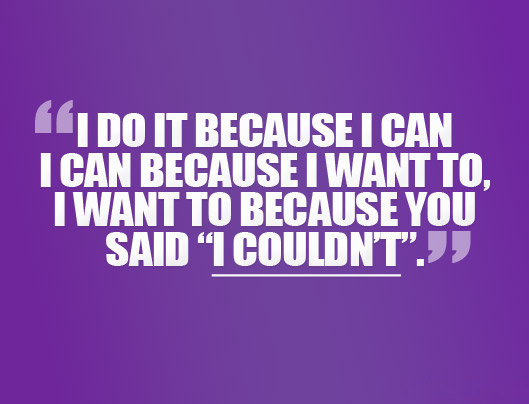 “I DO IT BECAUSE I CAN
I CAN BECAUSE I WANT TO,
I WANT TO BECAUSE YOU
SAID “I COULDN’T”.”